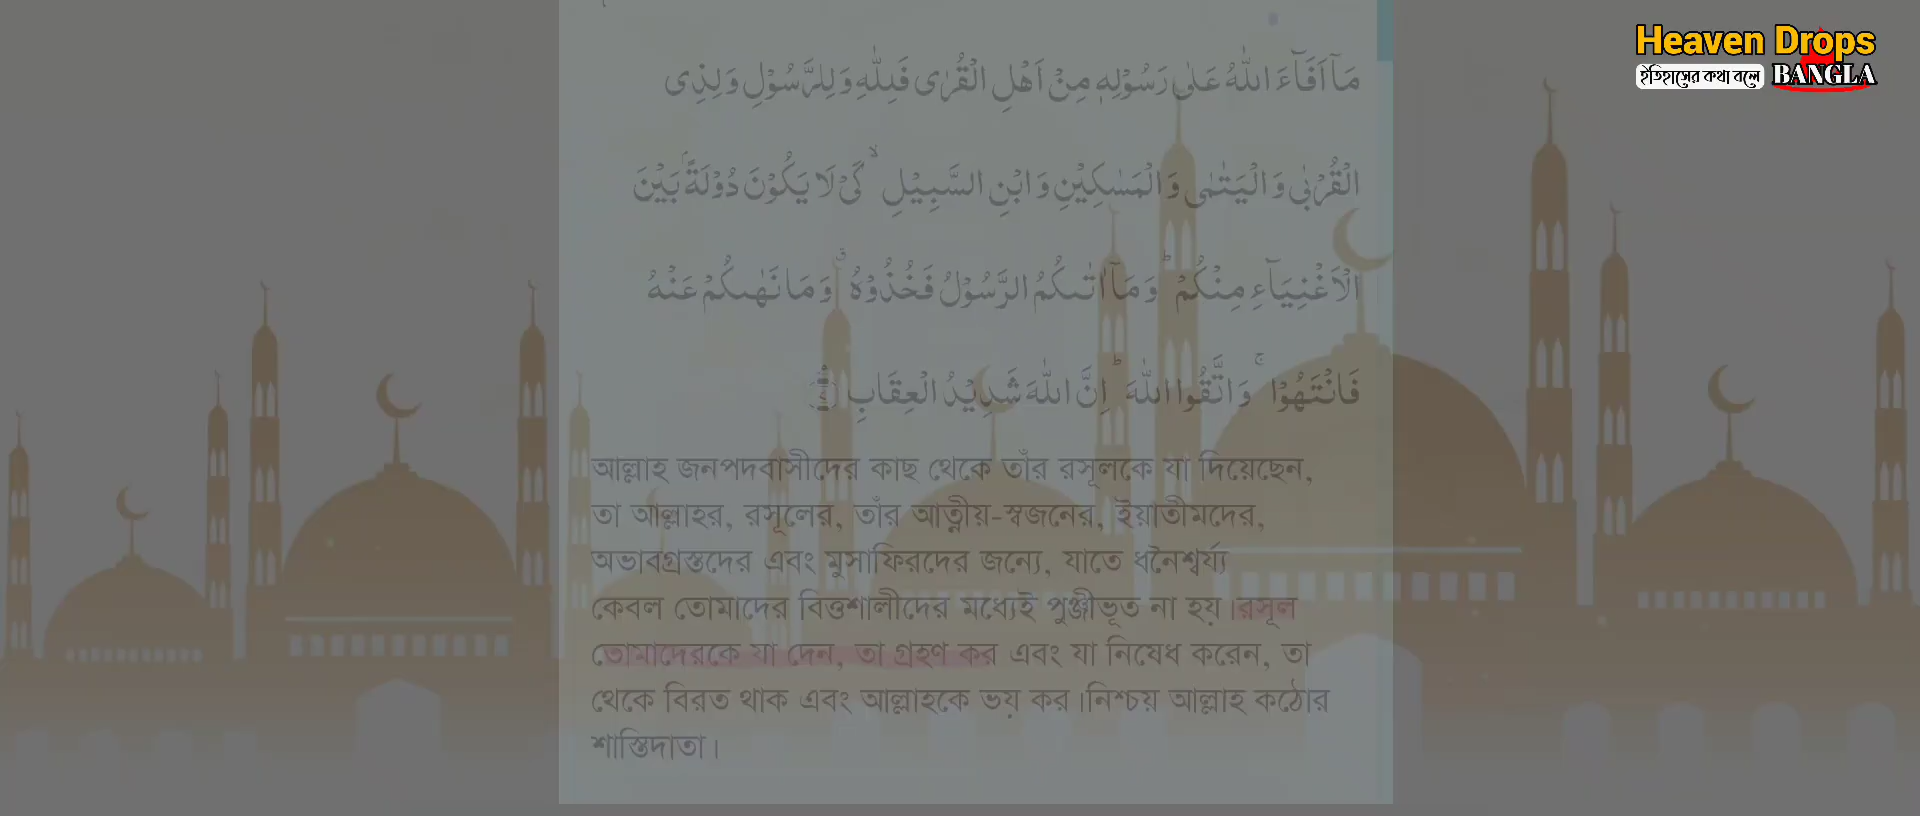 Heaven Drops
ইতিহাসের কথা বলে BANGLA
مَاۤ اَفَآءَ اللّٰهُ عَلٰى رَسُوْلِهٖ مِنْ اَهْلِ الْقُرٰى فَلِلّٰهِ وَلِلرَّسُوْلِ وَلِذِى
الْقُرْبٰى وَالْيَتٰمٰى وَالْمَسٰكِيْنِ وَابْنِ السَّبِيْلِ ۙ كَىْ لَا يَكُوْنَ دُوْلَةًۢ بَيْنَ
الْاَغْنِيَآءِ مِنْكُمْ ؕ وَمَاۤ اٰتٰٮكُمُ الرَّسُوْلُ فَخُذُوْهُ ۚ وَمَا نَهٰٮكُمْ عَنْهُ
فَانْتَهُوْا ۚ وَاتَّقُوا اللّٰهَ ؕ اِنَّ اللّٰهَ شَدِيْدُ الْعِقَابِ
আল্লাহ জনপদবাসীদের কাছ থেকে তাঁর রসূলকে যা দিয়েছেন,
তা আল্লাহর, রসূলের, তাঁর আত্নীয়-স্বজনের, ইয়াতীমদের,
অভাবগ্রস্তদের এবং মুসাফিরদের জন্যে, যাতে ধনৈশ্বর্য্য
কেবল তোমাদের বিত্তশালীদের মধ্যেই পুঞ্জীভূত না হয়।রসূল
তোমাদেরকে যা দেন, তা গ্রহণ কর এবং যা নিষেধ করেন, তা
থেকে বিরত থাক এবং আল্লাহকে ভয় কর।নিশ্চয় আল্লাহ কঠোর
শাস্তিদাতা।